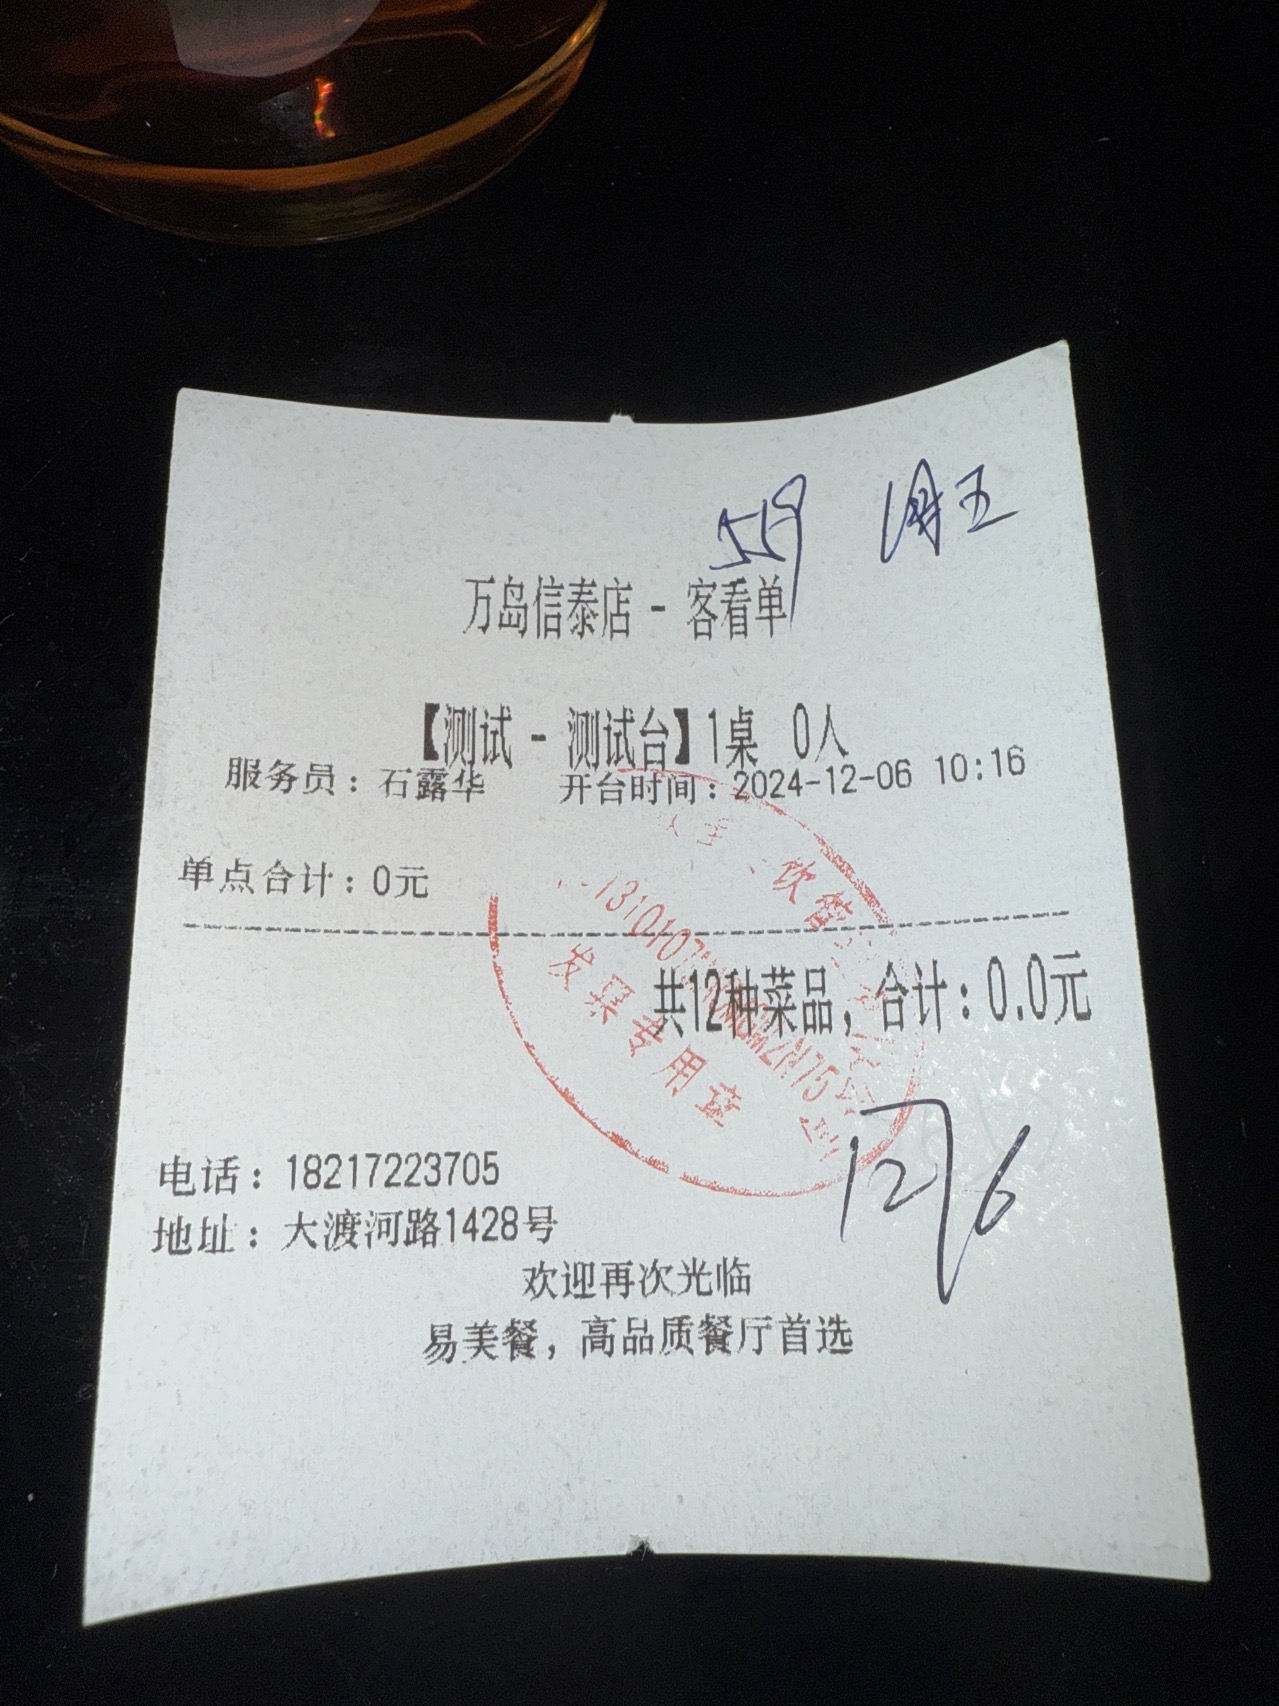 559
万岛信泰店 - 客看单
【测试 - 测试台】1桌 0人
服务员：石露华 开台时间：2024-12-06 10:16
单点合计：0元
共12种菜品，合计：0.0元
发票专用章
12/6
电话：18217223705
地址：大渡河路1428号
欢迎再次光临
易美餐，高品质餐厅首选